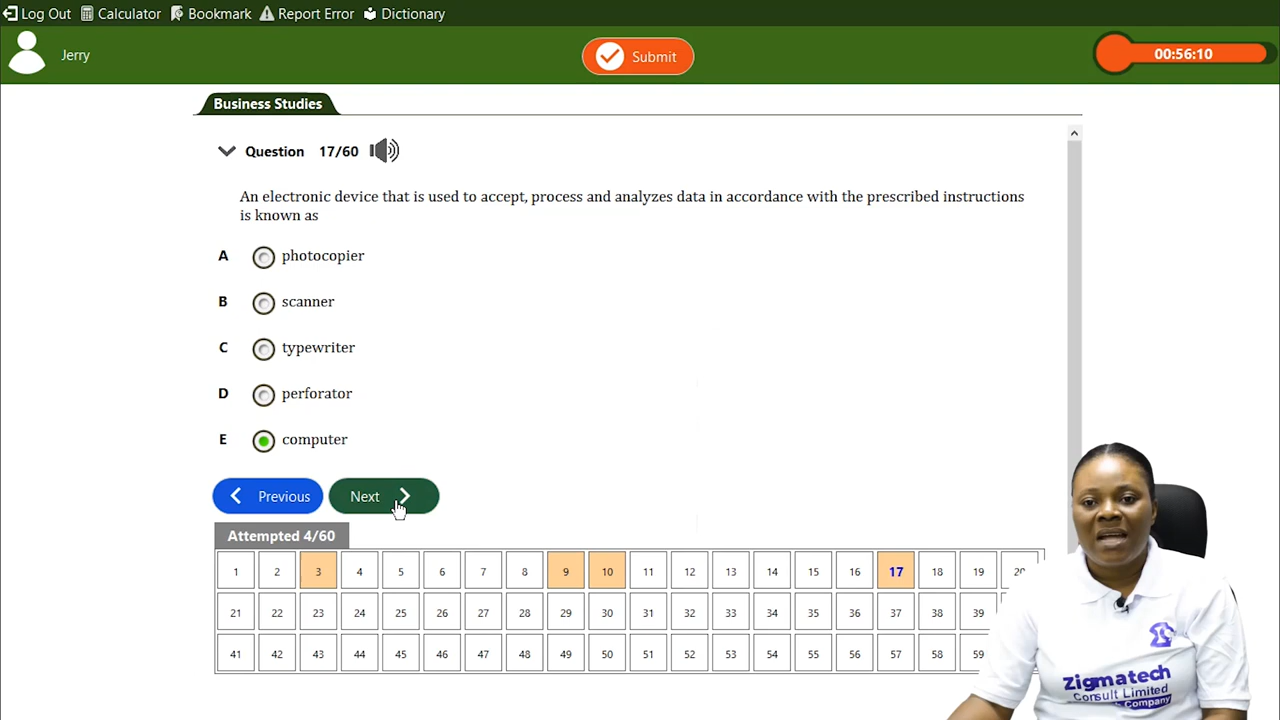 Log Out Calculator Bookmark Report Error Dictionary
Jerry
Submit
00:56:10
Business Studies
Question 17/60
An electronic device that is used to accept, process and analyzes data in accordance with the prescribed instructions
is known as
A photocopier
B scanner
C typewriter
D perforator
E computer
Previous Next
Attempted 4/60
1 2 3 4 5 6 7 8 9 10 11 12 13 14 15 16 17 18 19 20
21 22 23 24 25 26 27 28 29 30 31 32 33 34 35 36 37 38 39
41 42 43 44 45 46 47 48 49 50 51 52 53 54 55 56 57 58 59
Zigmatech
Consult Limited
Company